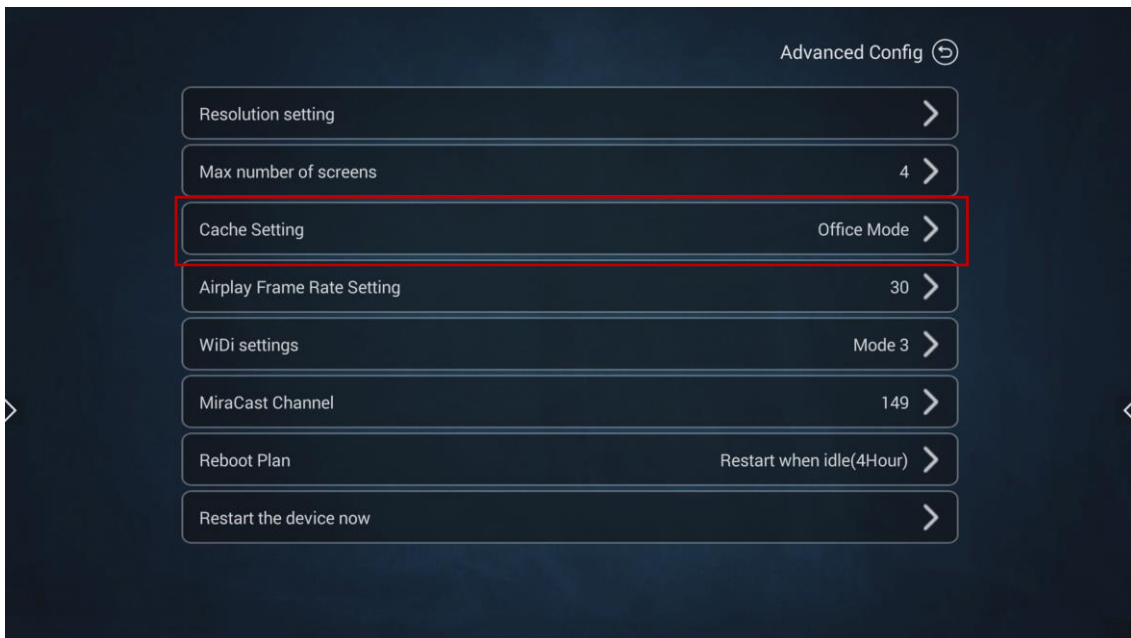 Advanced Config
Resolution setting
Max number of screens 4
Cache Setting Office Mode
Airplay Frame Rate Setting 30
WiDi settings Mode 3
MiraCast Channel 149
Reboot Plan Restart when idle(4Hour)
Restart the device now